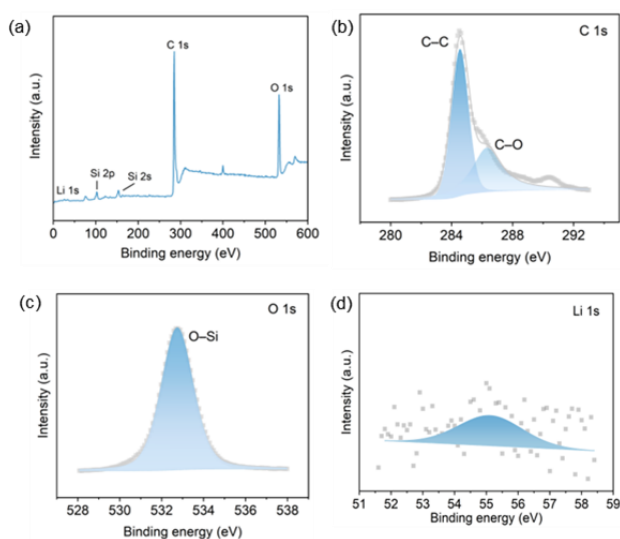 (a)
C 1s
O 1s
Si 2p
Si 2s
Li 1s
Intensity (a.u.)
0 100 200 300 400 500 600
Binding energy (eV)
(b)
C 1s
C–C
C–O
Intensity (a.u.)
280 284 288 292
Binding energy (eV)
(c)
O 1s
O–Si
Intensity (a.u.)
528 530 532 534 536 538
Binding energy (eV)
(d)
Li 1s
Intensity (a.u.)
51 52 53 54 55 56 57 58 59
Binding energy (eV)